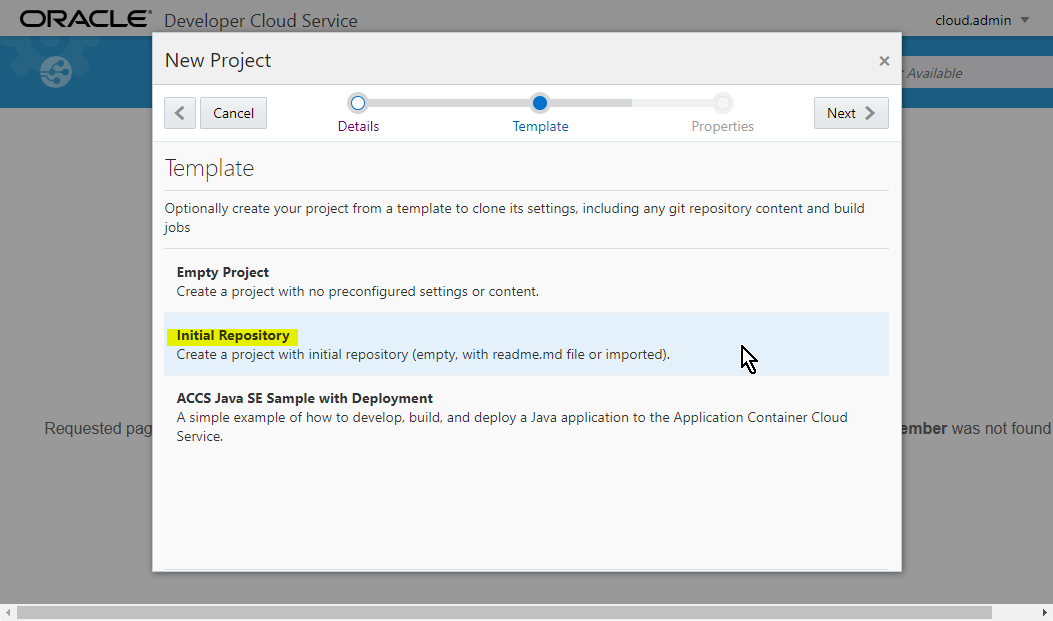 ORACLE® Developer Cloud Service
cloud.admin
Available
New Project
×
Cancel
Details
Template
Properties
Next
Template
Optionally create your project from a template to clone its settings, including any git repository content and build
jobs
Empty Project
Create a project with no preconfigured settings or content.
Initial Repository
Create a project with initial repository (empty, with readme.md file or imported).
ACCS Java SE Sample with Deployment
A simple example of how to develop, build, and deploy a Java application to the Application Container Cloud
Service.
Requested pag
ember was not found